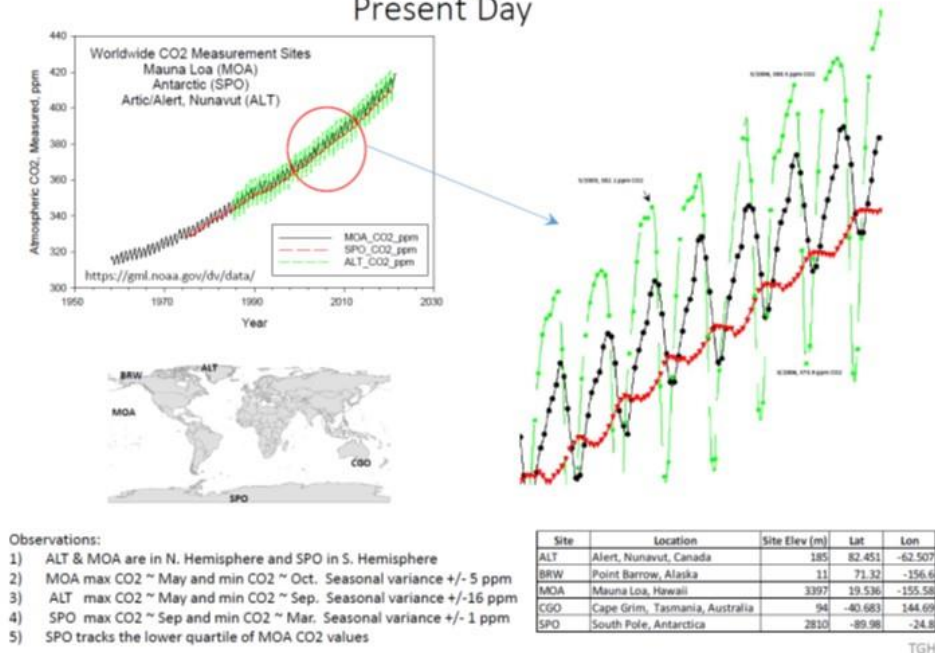 Present Day
440
420
400
380
360
340
320
300
Atmospheric CO2, Measured, ppm
Worldwide CO2 Measurement Sites
Mauna Loa (MOA)
Antarctic (SPO)
Artic/Alert, Nunavut (ALT)
MOA_CO2_ppm
SPO_CO2_ppm
ALT_CO2_ppm
https://gml.noaa.gov/dv/data/
1950 1970 1990 2010 2030
Year
ppm CO2
ppm CO2
ppm CO2
BRW
ALT
MOA
CGO
SPO
Observations:
1) ALT & MOA are in N. Hemisphere and SPO in S. Hemisphere
2) MOA max CO2 ~ May and min CO2 ~ Oct. Seasonal variance +/- 5 ppm
3) ALT max CO2 ~ May and min CO2 ~ Sep. Seasonal variance +/-16 ppm
4) SPO max CO2 ~ Sep and min CO2 ~ Mar. Seasonal variance +/- 1 ppm
5) SPO tracks the lower quartile of MOA CO2 values
Site Location Site Elev (m) Lat Lon
ALT Alert, Nunavut, Canada 185 82.451 -62.507
BRW Point Barrow, Alaska 11 71.32 -156.6
MOA Mauna Loa, Hawaii 3397 19.536 -155.58
CGO Cape Grim, Tasmania, Australia 94 -40.683 144.69
SPO South Pole, Antarctica 2810 -89.98 -24.8
TGH